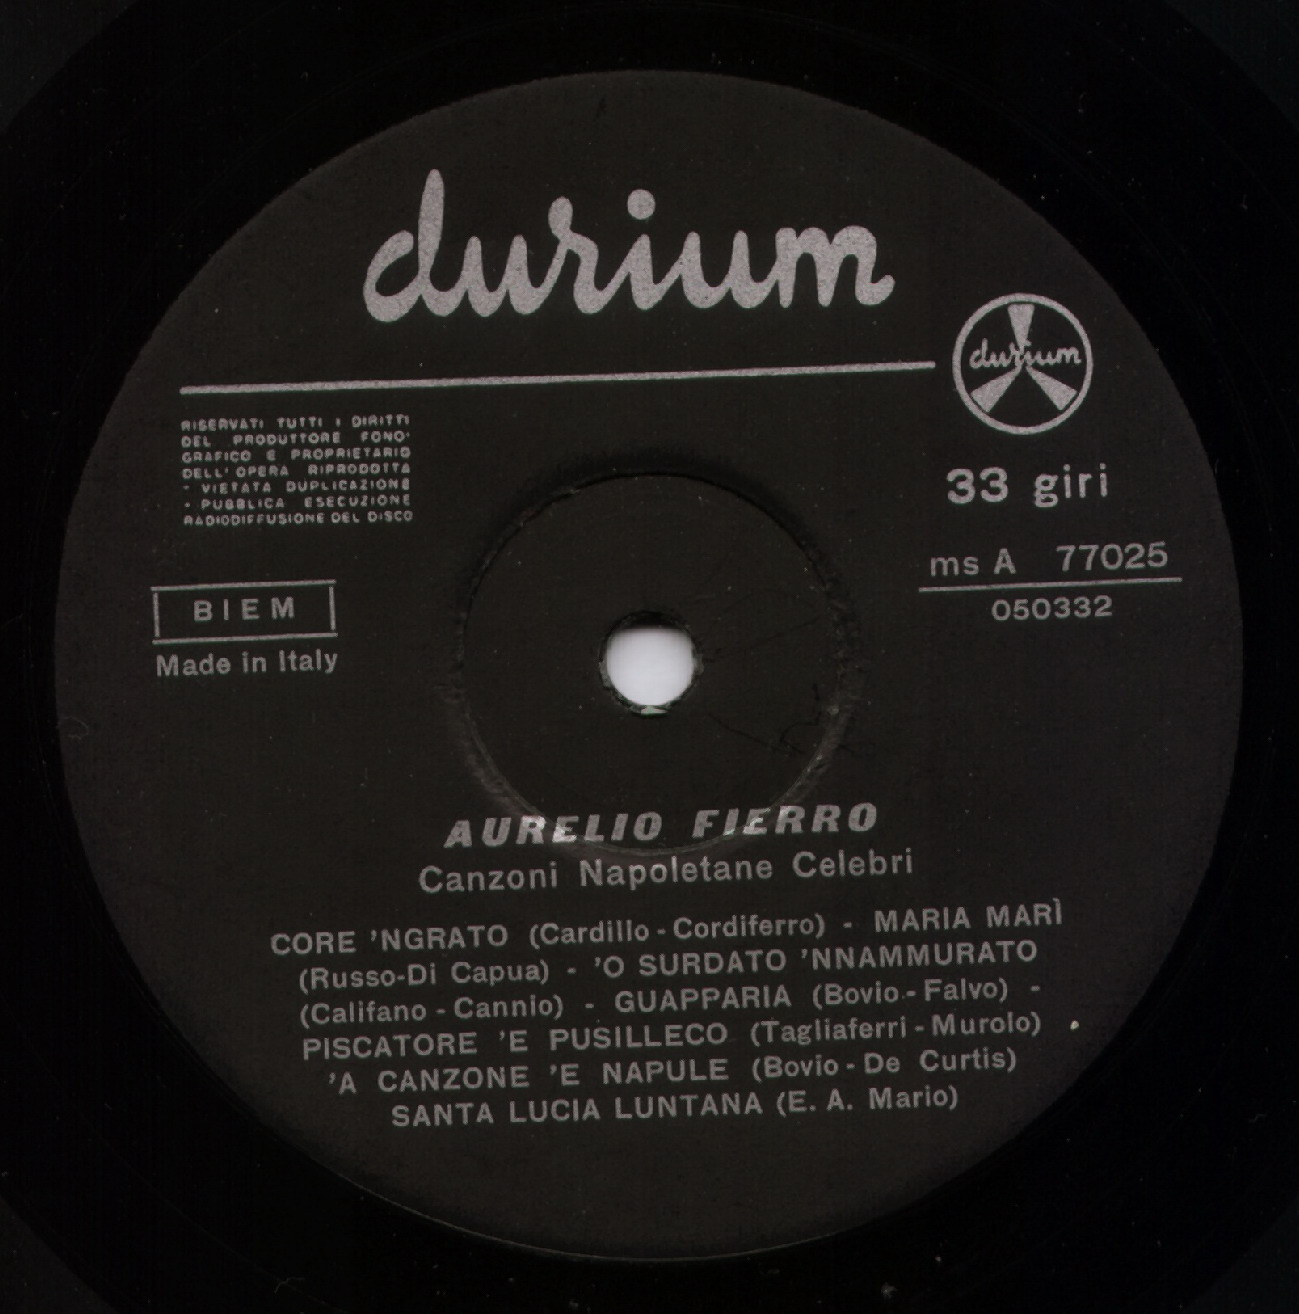 durium
durium
RISERVATI TUTTI I DIRITTI
DEL PRODUTTORE FONO'
GRAFICO E PROPRIETARIO
DELL'OPERA RIPRODOTTA
- VIETATA DUPLICAZIONE
- PUBBLICA ESECUZIONE
RADIODIFFUSIONE DEL DISCO
33 giri
ms A 77025
050332
BIEM
Made in Italy
AURELIO FIERRO
Canzoni Napoletane Celebri
CORE 'NGRATO (Cardillo - Cordiferro) - MARIA MARÌ
(Russo-Di Capua) - 'O SURDATO 'NNAMMURATO
(Califano - Cannio) - GUAPPARIA (Bovio - Falvo) -
PISCATORE 'E PUSILLECO (Tagliaferri - Murolo)
'A CANZONE 'E NAPULE (Bovio - De Curtis)
SANTA LUCIA LUNTANA (E. A. Mario)